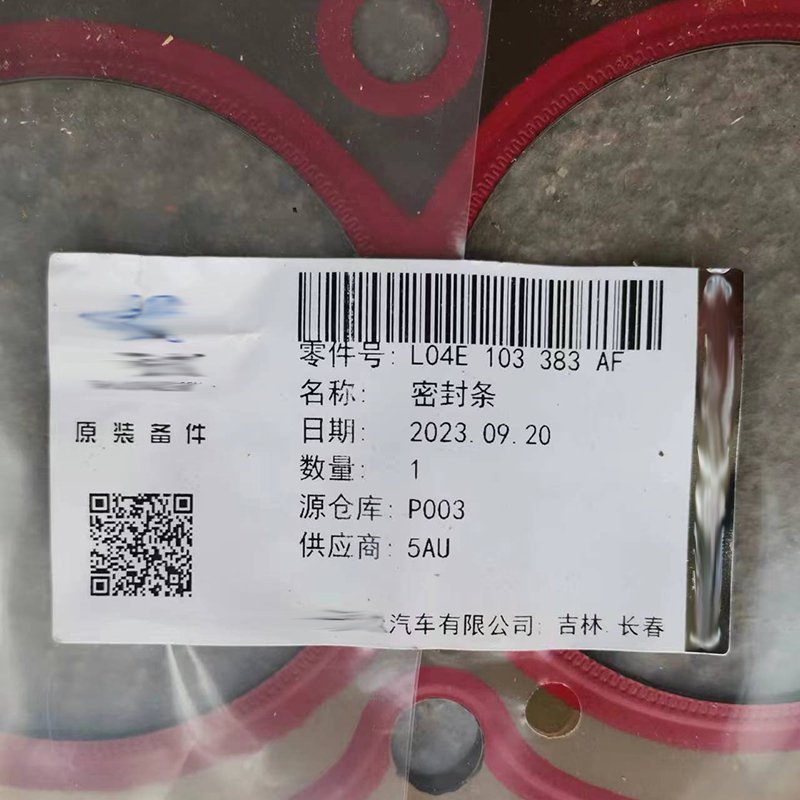 原装备件
零件号: L04E 103 383 AF
名称: 密封条
日期: 2023.09.20
数量: 1
源仓库: P003
供应商: 5AU
汽车有限公司: 吉林.长春